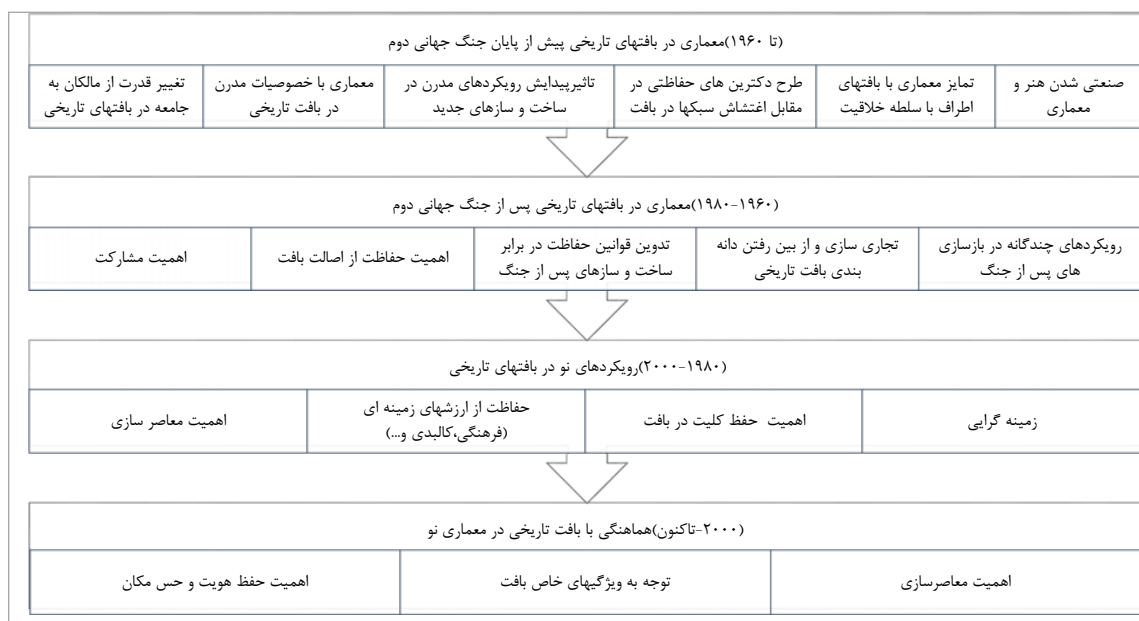 (تا ۱۹۶۰)معماری در بافتهای تاریخی پیش از پایان جنگ جهانی دوم
صنعتی شدن هنر و
معماری
تمایز معماری با بافتهای
اطراف با سلطه خلاقیت
طرح دکترین های حفاظتی در
مقابل اغتشاش سبکها در بافت
تاثیرپیدایش رویکردهای مدرن در
ساخت و سازهای جدید
معماری با خصوصیات مدرن
در بافت تاریخی
تغییر قدرت از مالکان به
جامعه در بافتهای تاریخی
(۱۹۶۰-۱۹۸۰)معماری در بافتهای تاریخی پس از جنگ جهانی دوم
رویکردهای چندگانه در بازسازی
های پس از جنگ
تجاری سازی و از بین رفتن دانه
بندی بافت تاریخی
تدوین قوانین حفاظت در برابر
ساخت و سازهای پس از جنگ
اهمیت حفاظت از اصالت بافت
اهمیت مشارکت
(۱۹۸۰-۲۰۰۰)رویکردهای نو در بافتهای تاریخی
زمینه گرایی
اهمیت حفظ کلیت در بافت
حفاظت از ارزشهای زمینه ای
(فرهنگی،کالبدی و...)
اهمیت معاصر سازی
(۲۰۰۰-تاکنون)هماهنگی با بافت تاریخی در معماری نو
اهمیت معاصرسازی
توجه به ویژگیهای خاص بافت
اهمیت حفظ هویت و حس مکان